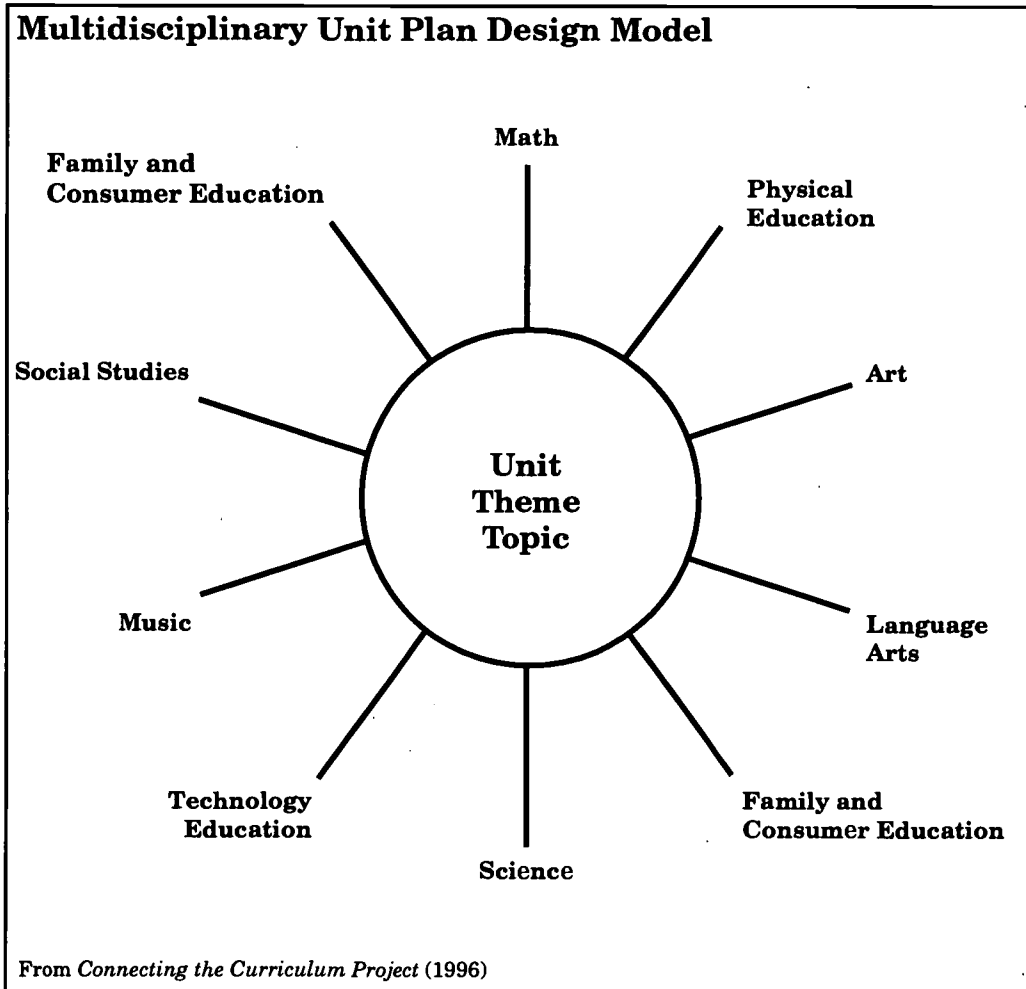 Multidisciplinary Unit Plan Design Model
Math
Family and
Consumer Education
Physical
Education
Social Studies
Art
Unit
Theme
Topic
Music
Language
Arts
Technology
Education
Family and
Consumer Education
Science
From Connecting the Curriculum Project (1996)